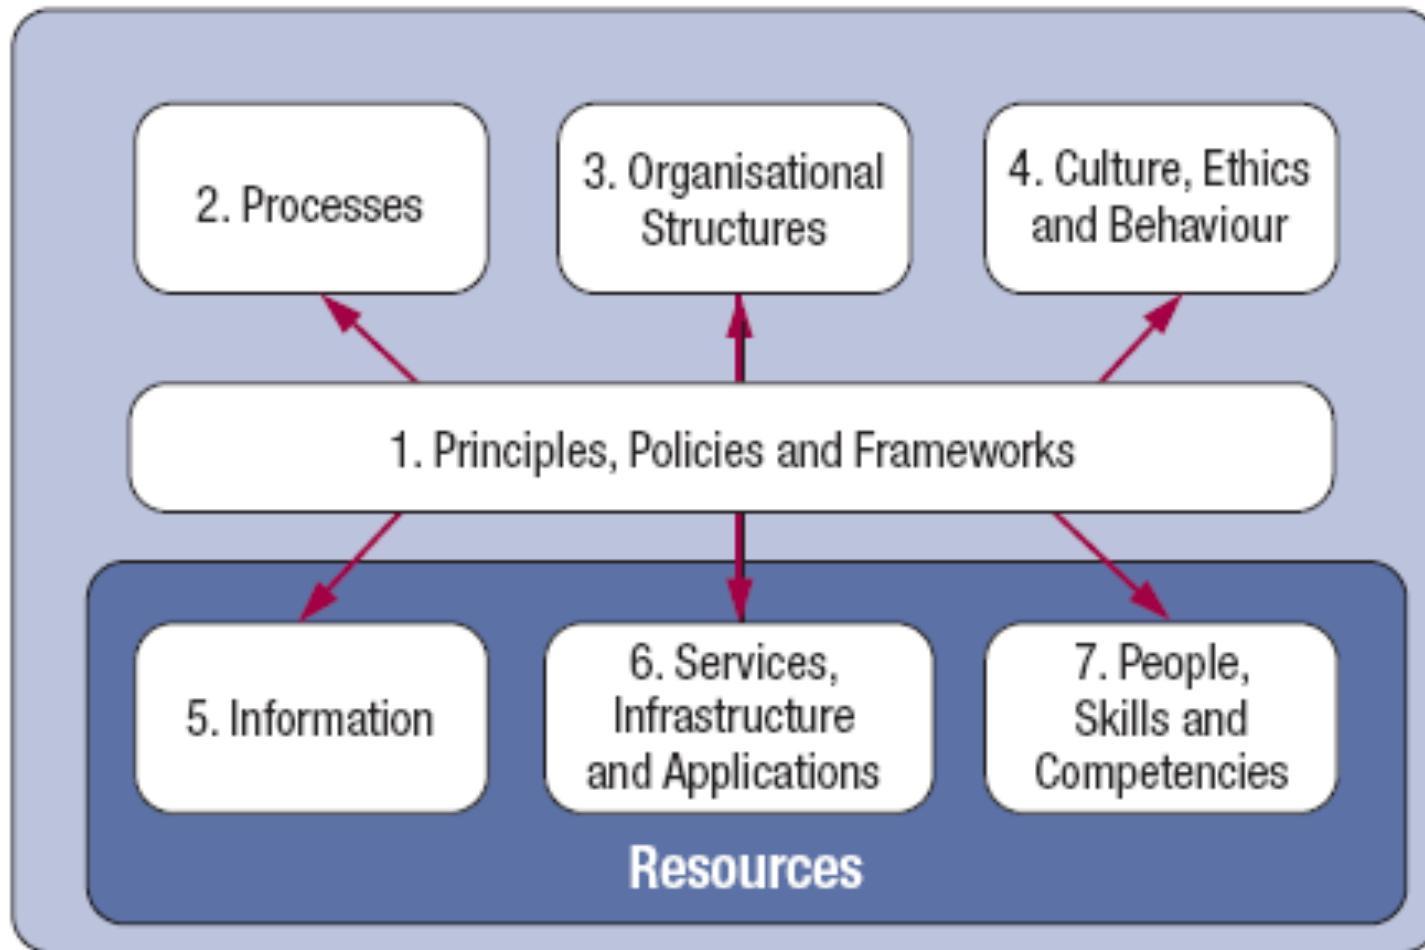 2. Processes
3. Organisational
Structures
4. Culture, Ethics
and Behaviour
1. Principles, Policies and Frameworks
5. Information
6. Services,
Infrastructure
and Applications
7. People,
Skills and
Competencies
Resources